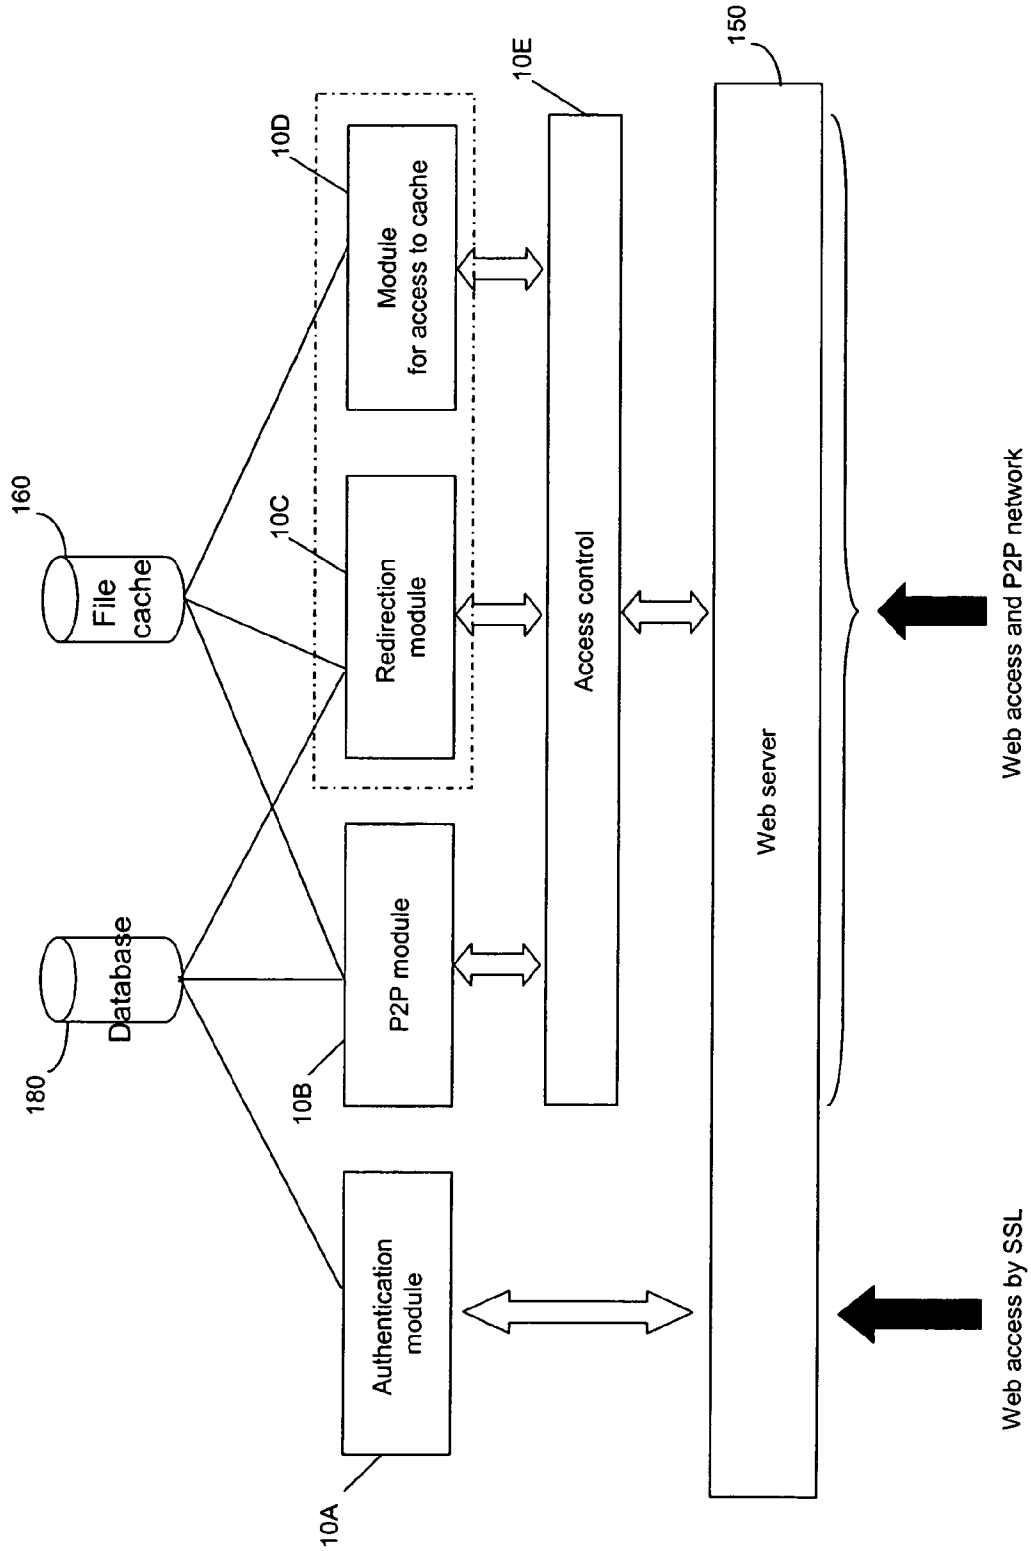 180
Database
160
File
cache
10A
Authentication
module
10B
P2P module
10C
Redirection
module
10D
Module
for access to cache
10E
Access control
150
Web server
Web access by SSL
Web access and P2P network